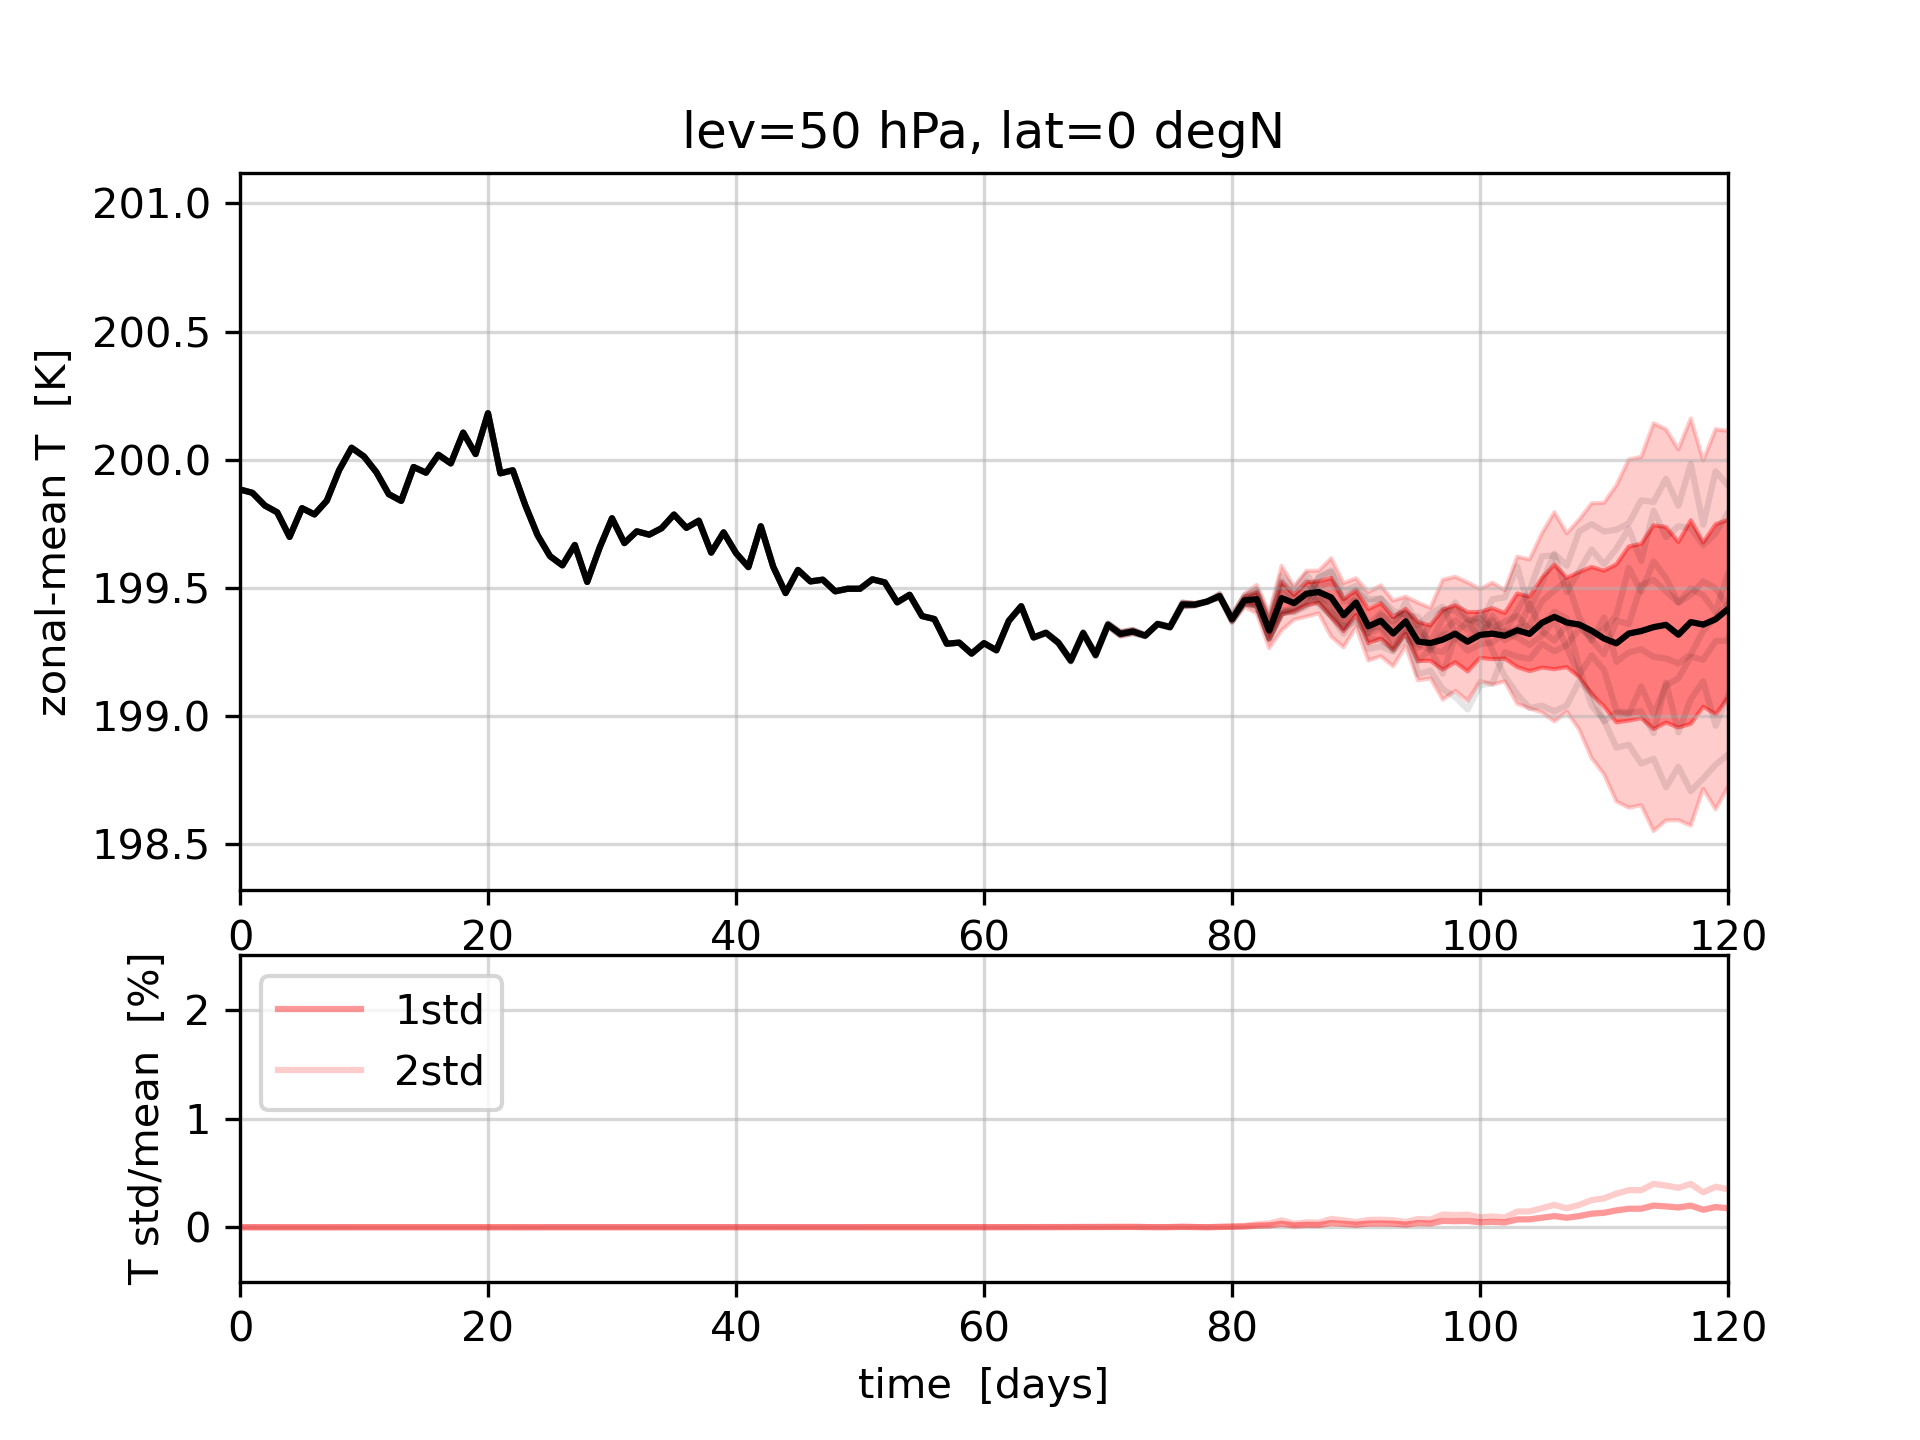 lev=50 hPa, lat=0 degN
zonal-mean T [K]
201.0
200.5
200.0
199.5
199.0
198.5
0 20 40 60 80 100 120
T std/mean [%]
2
1
0
1std
2std
0 20 40 60 80 100 120
time [days]